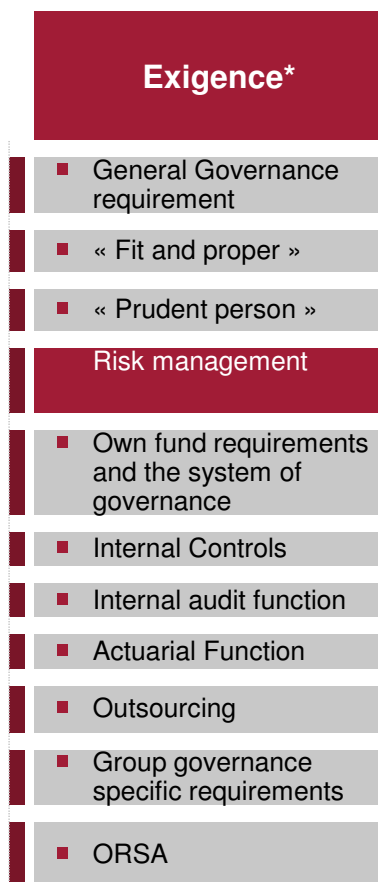 Exigence*
General Governance
requirement
« Fit and proper »
« Prudent person »
Risk management
Own fund requirements
and the system of
governance
Internal Controls
Internal audit function
Actuarial Function
Outsourcing
Group governance
specific requirements
ORSA